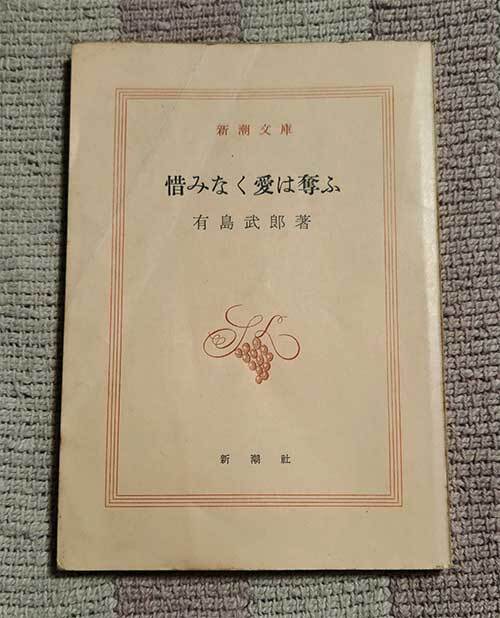 新潮文庫
惜みなく愛は奪ふ
有島武郎著
新潮社